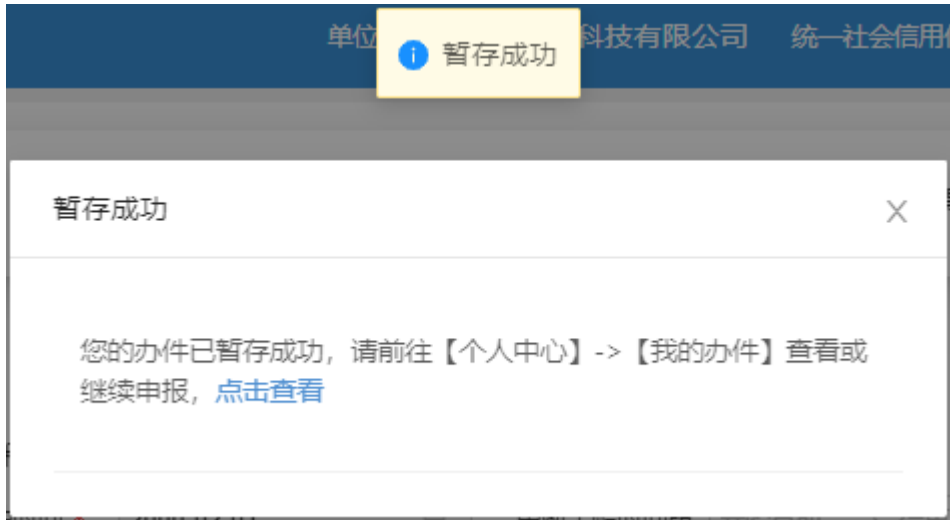 单位
科技有限公司
统一社会信用
暂存成功
暂存成功
您的办件已暂存成功，请前往【个人中心】->【我的办件】查看或
继续申报，点击查看